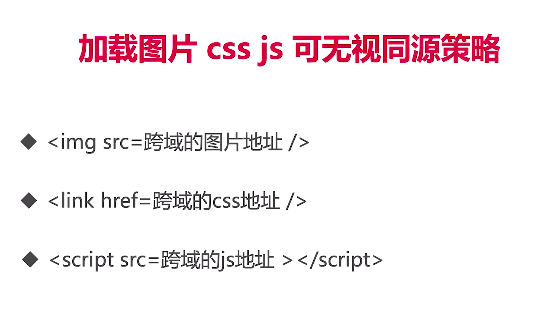 加载图片 css js 可无视同源策略
◆ <img src=跨域的图片地址 />
◆ <link href=跨域的css地址 />
◆ <script src=跨域的js地址 ></script>